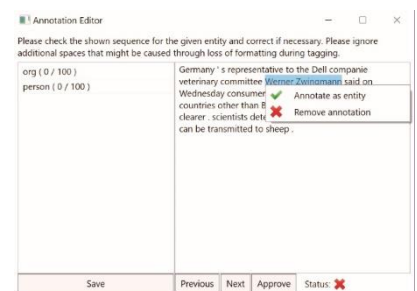 Annotation Editor
Please check the shown sequence for the given entity and correct if necessary. Please ignore
additional spaces that might be caused through loss of formatting during tagging.
org ( 0 / 100 )
person ( 0 / 100 )
Germany ' s representative to the Dell companie
veterinary committee Werner Zwingmann said on
Wednesday consumer
countries other than B
clearer . scientists dete
can be transmitted to sheep .
Annotate as entity
Remove annotation
Save
Previous Next Approve Status: